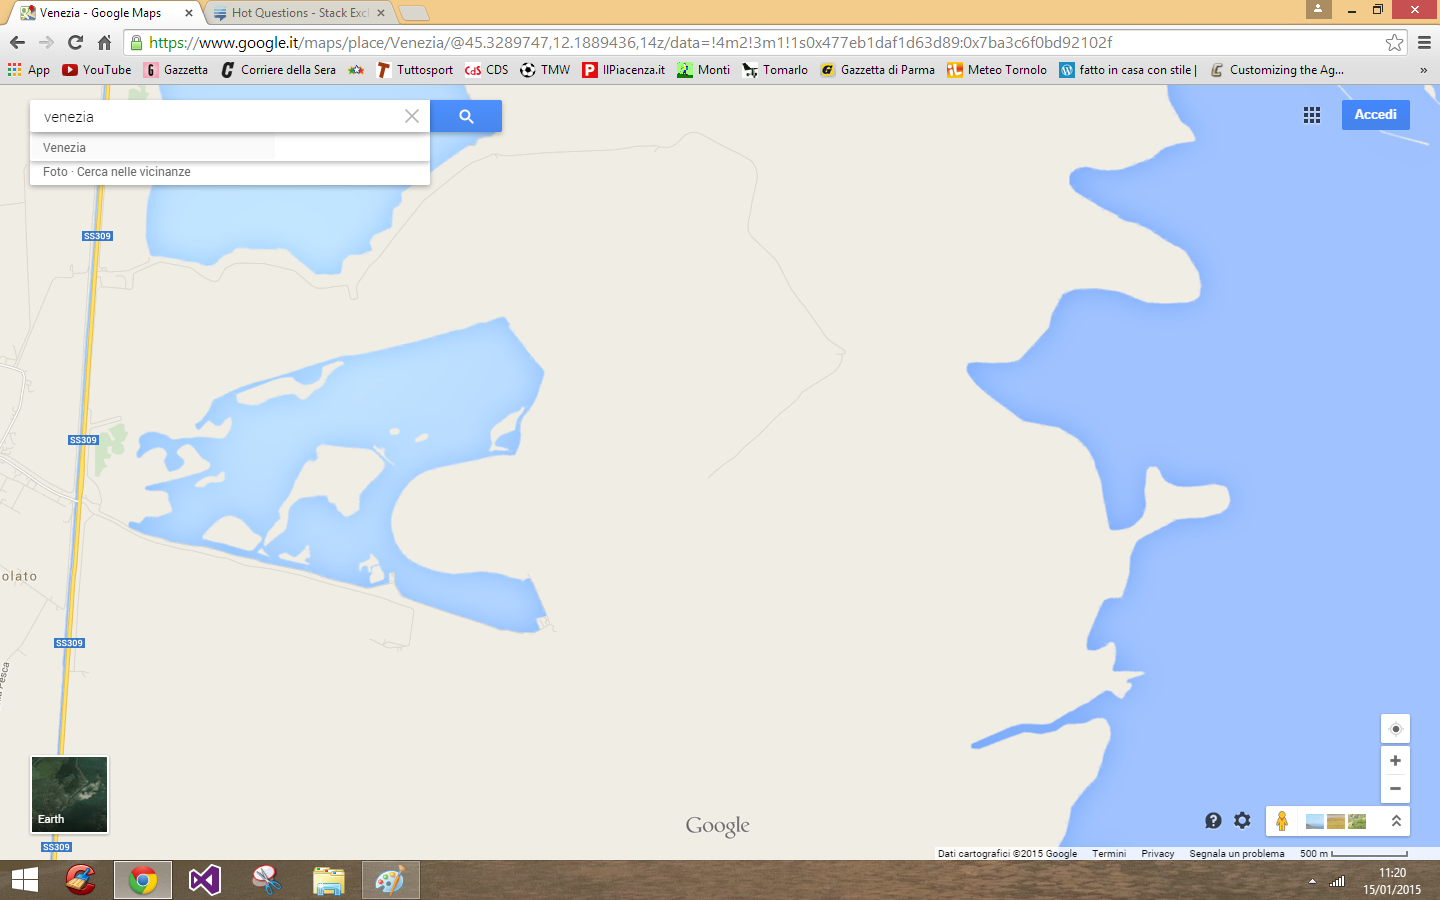 Venezia - Google Maps
Hot Questions - Stack Exc
https://www.google.it/maps/place/Venezia/@45.3289747,12.1889436,14z/data=!4m2!3m1!1s0x477eb1daf1d63d89:0x7ba3c6f0bd92102f
App YouTube Gazzetta Corriere della Sera Tuttosport CDS TMW IlPiacenza.it Monti Tomarlo Gazzetta di Parma Meteo Tornolo fatto in casa con stile | Customizing the Ag... »
venezia
Accedi
Venezia
Foto · Cerca nelle vicinanze
SS309
SS309
olato
SS309
Pesca
Earth
Google
SS309
Dati cartografici ©2015 Google Termini Privacy Segnala un problema 500 m
11:20
15/01/2015